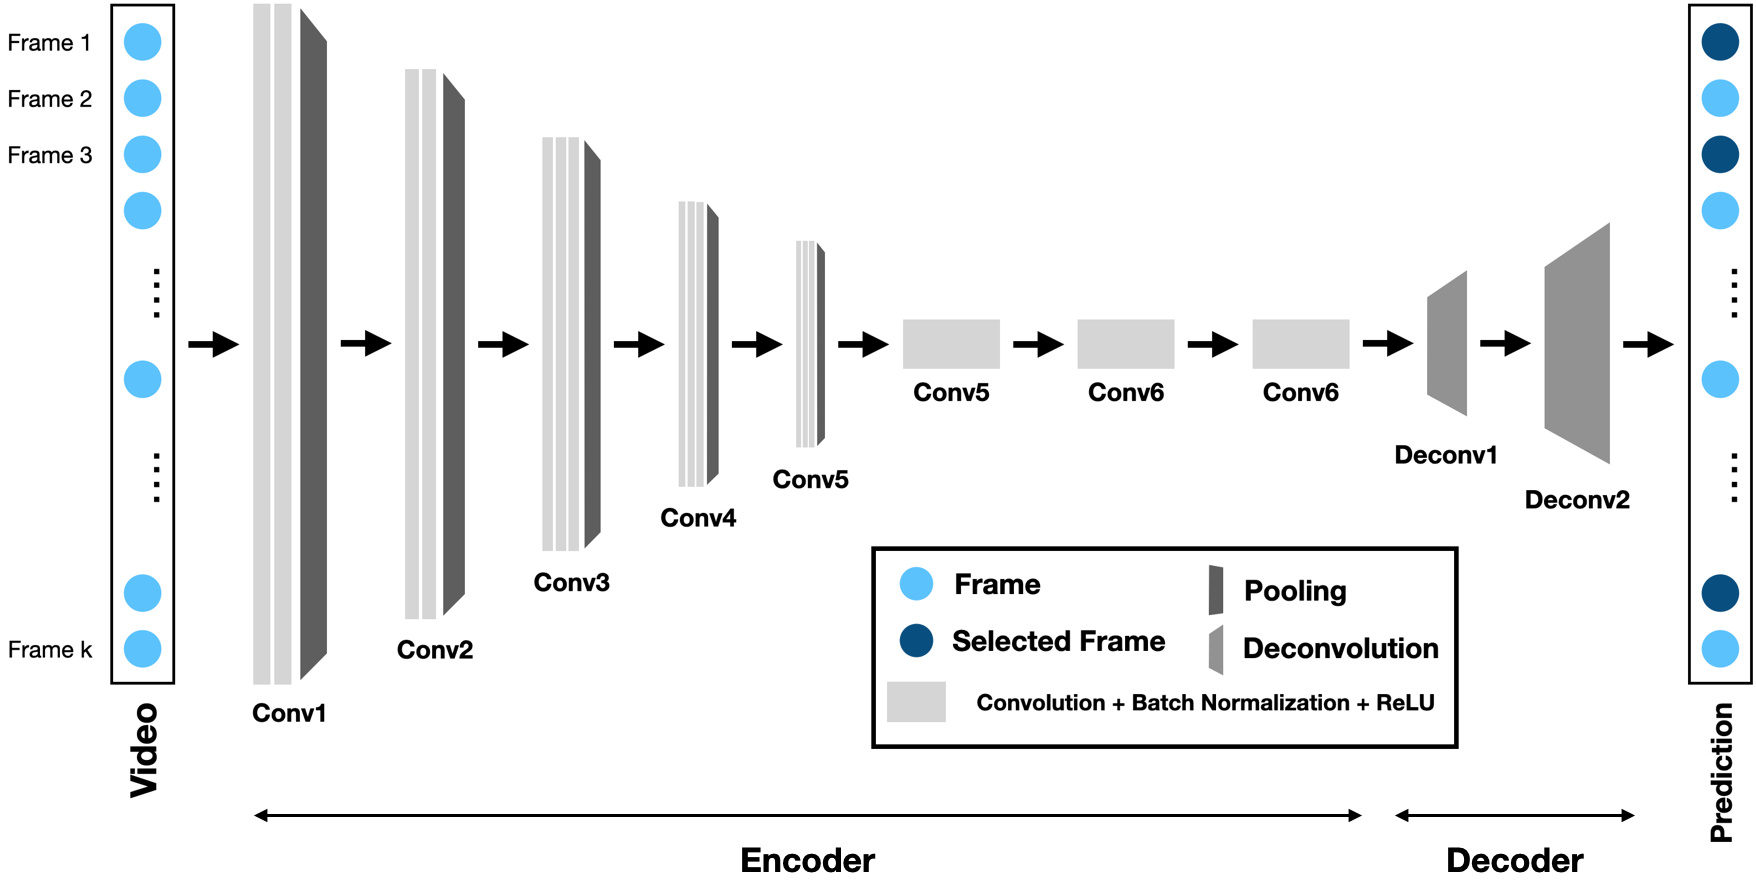 Frame 1
Frame 2
Frame 3
Frame k
Video
Conv1
Conv2
Conv3
Conv4
Conv5
Conv5
Conv6
Conv6
Deconv1
Deconv2
Frame
Selected Frame
Pooling
Deconvolution
Convolution + Batch Normalization + ReLU
Prediction
Encoder
Decoder